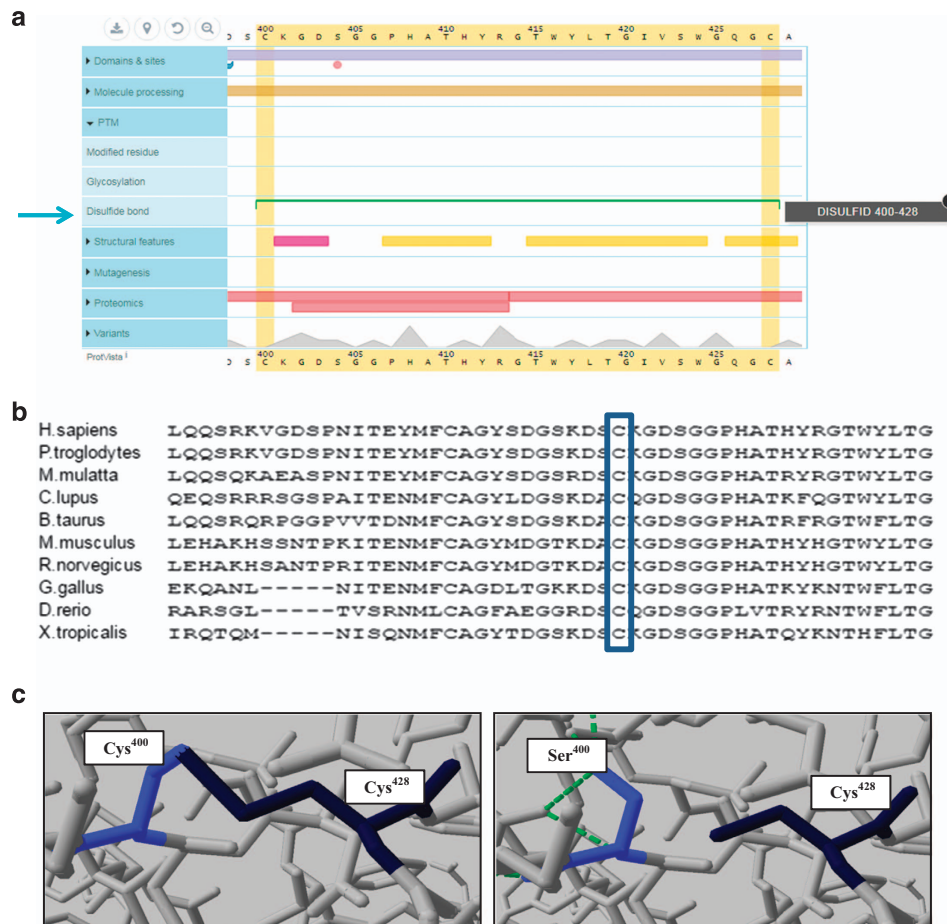 a
400 405 410 415 420 425
D S C K G D S G G P H A T H Y R G T W Y L T G I V S W G Q G C A
Domains & sites
Molecule processing
PTM
Modified residue
Glycosylation
Disulfide bond
DISULFID 400-428
Structural features
Mutagenesis
Proteomics
Variants
ProtVista i
400 405 410 415 420 425
D S C K G D S G G P H A T H Y R G T W Y L T G I V S W G Q G C A
b
H.sapiens LQQSRKVGDSPNITEYMFCAGYSDGSKDSCKGDSGGPHATHYRGTWYLTG
P.troglodytes LQQSRKVGDSPNITEYMFCAGYSDGSKDSCKGDSGGPHATHYRGTWYLTG
M.mulatta LQQSQKAEASPNITEYMFCAGYSDGSRDSCKGDSGGPHATRYRGTWYLTG
C.lupus QEQSRRRSGSPAITENMFCAGYLDGSKDACQGDSGGPHATKFQGTWYLTG
B.taurus LQQSRQRPGGPVVTDNMFCAGYSDGSKDACKGDSGGPHATRFRGTWFLTG
M.musculus LEHAKHSSNTPKITENMFCAGYMDGTKDACKGDSGGPHATHYHGTWYLTG
R.norvegicus LEHAKHSANTPRITENMFCAGYMDGTKDACKGDSGGPHATHYHGTWYLTG
G.gallus EKQANL-----NITENMFCAGDLTGKKDSCKGDSGGPHATKYKNTWYLTG
D.rerio RARSGL-----TVSRNMLCAGFAEGGRDSCQGDSGGPLVTRYRNTWFLTG
X.tropicalis IRQTQM-----NISQNMFCAGYTDGSKDSCKGDSGGPHATQYKNTHFLTG
c
Cys400 Cys428 Ser400 Cys428